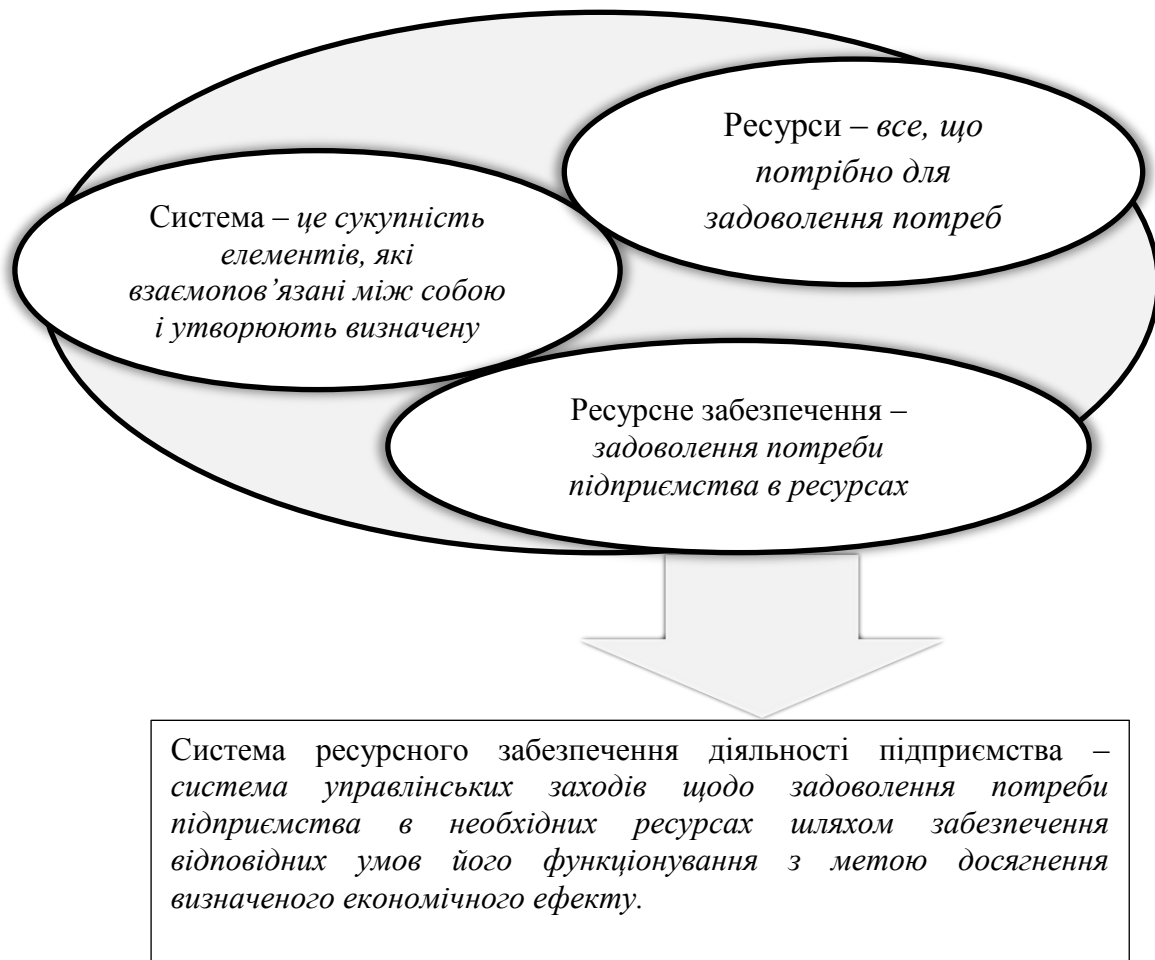 Ресурси – все, що
потрібно для
задоволення потреб
Система – це сукупність
елементів, які
взаємопов’язані між собою
і утворюють визначену
Ресурсне забезпечення –
задоволення потреби
підприємства в ресурсах
Система ресурсного забезпечення діяльності підприємства –
система управлінських заходів щодо задоволення потреби
підприємства в необхідних ресурсах шляхом забезпечення
відповідних умов його функціонування з метою досягнення
визначеного економічного ефекту.